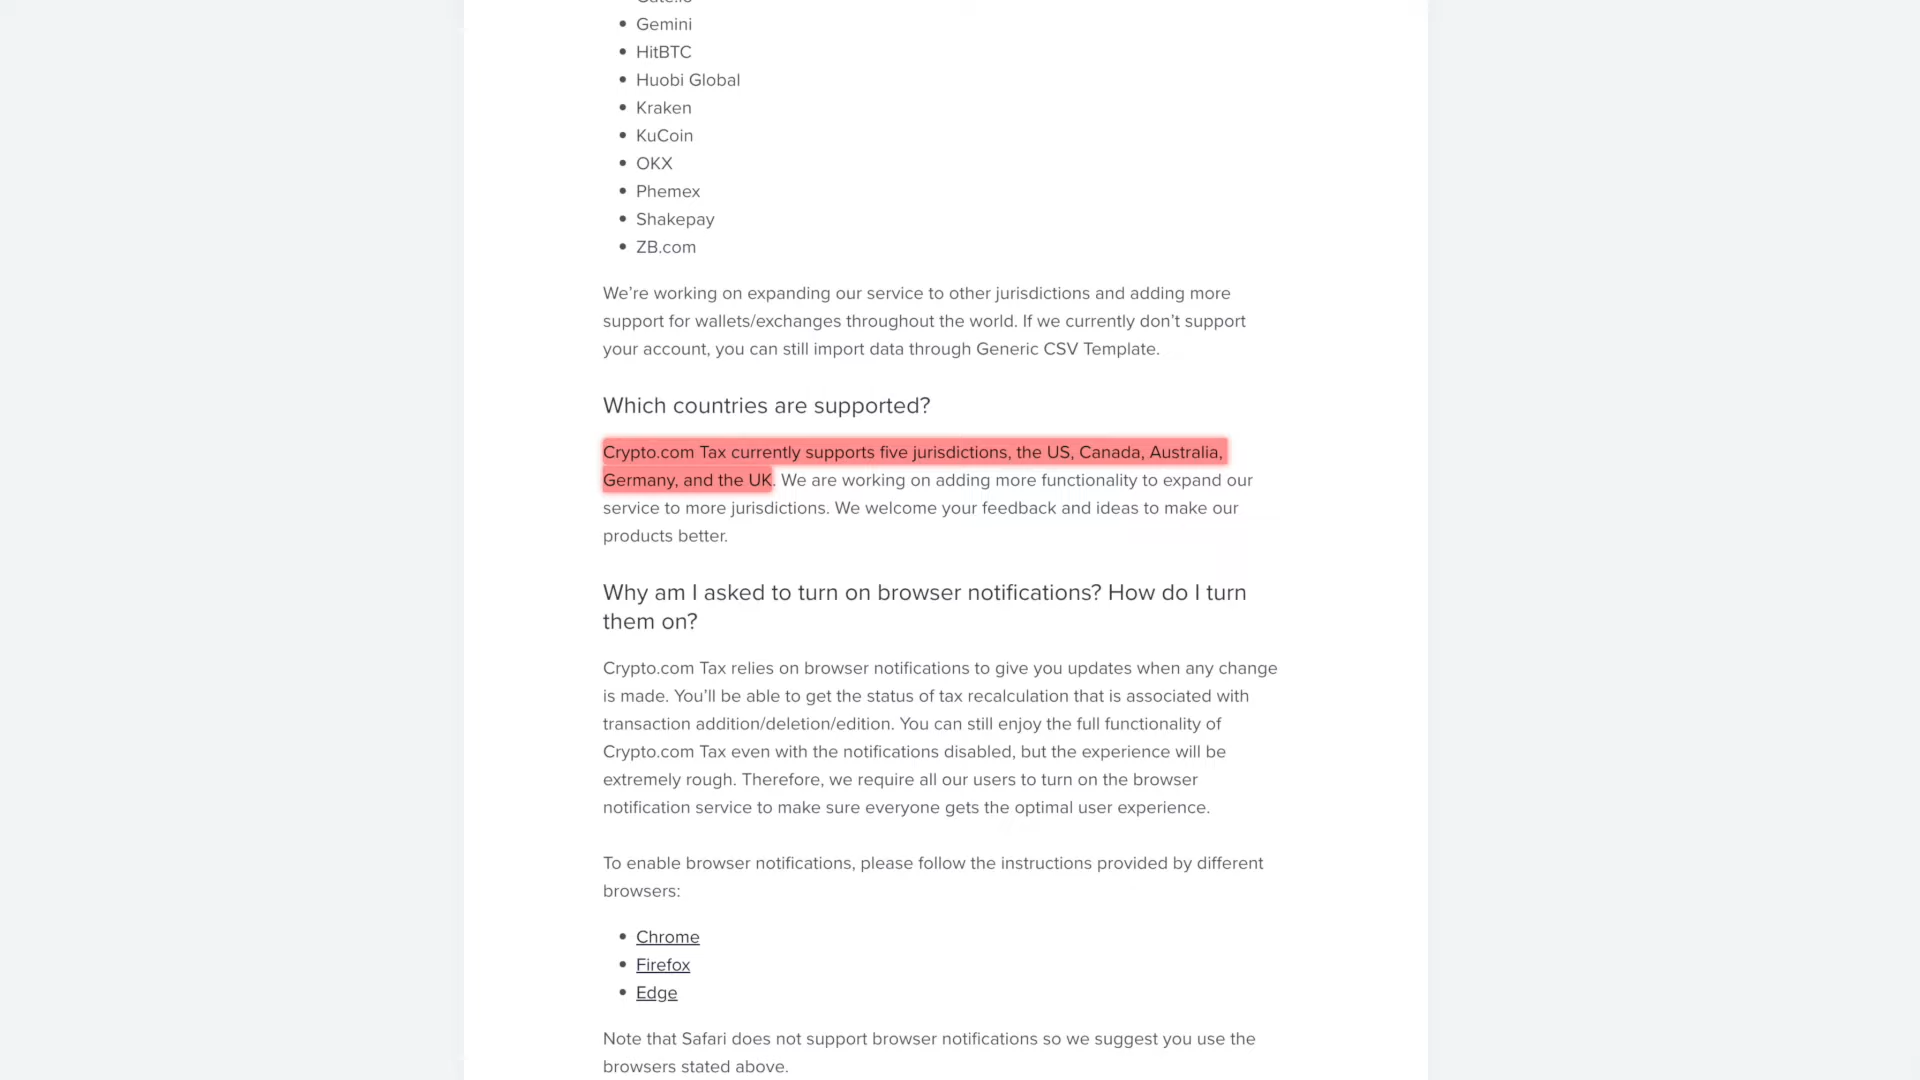 Gemini
HitBTC
Huobi Global
Kraken
KuCoin
OKX
Phemex
Shakepay
ZB.com
We’re working on expanding our service to other jurisdictions and adding more
support for wallets/exchanges throughout the world. If we currently don’t support
your account, you can still import data through Generic CSV Template.
Which countries are supported?
Crypto.com Tax currently supports five jurisdictions, the US, Canada, Australia,
Germany, and the UK. We are working on adding more functionality to expand our
service to more jurisdictions. We welcome your feedback and ideas to make our
products better.
Why am I asked to turn on browser notifications? How do I turn
them on?
Crypto.com Tax relies on browser notifications to give you updates when any change
is made. You’ll be able to get the status of tax recalculation that is associated with
transaction addition/deletion/edition. You can still enjoy the full functionality of
Crypto.com Tax even with the notifications disabled, but the experience will be
extremely rough. Therefore, we require all our users to turn on the browser
notification service to make sure everyone gets the optimal user experience.
To enable browser notifications, please follow the instructions provided by different
browsers:
Chrome
Firefox
Edge
Note that Safari does not support browser notifications so we suggest you use the
browsers stated above.